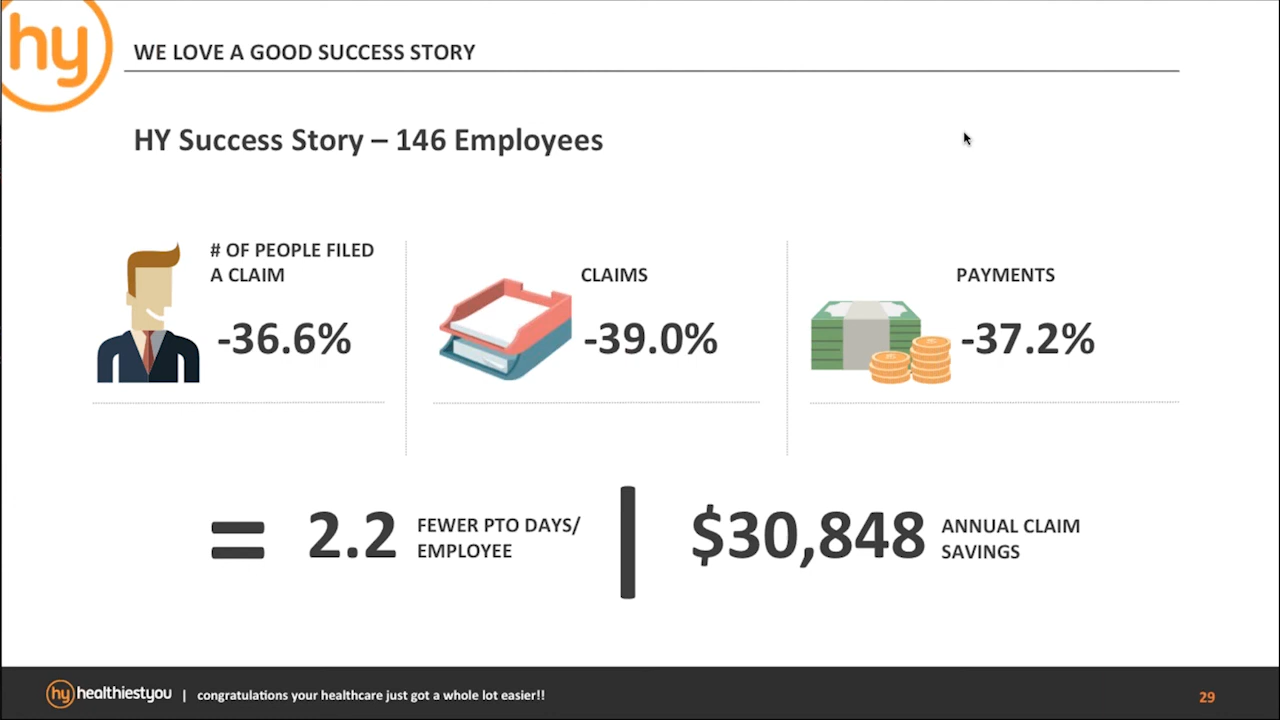 hy
WE LOVE A GOOD SUCCESS STORY
HY Success Story – 146 Employees
# OF PEOPLE FILED
A CLAIM
-36.6%
CLAIMS
-39.0%
PAYMENTS
-37.2%
= 2.2 FEWER PTO DAYS/
EMPLOYEE
$30,848 ANNUAL CLAIM
SAVINGS
hy healthiestyou | congratulations your healthcare just got a whole lot easier!!
29